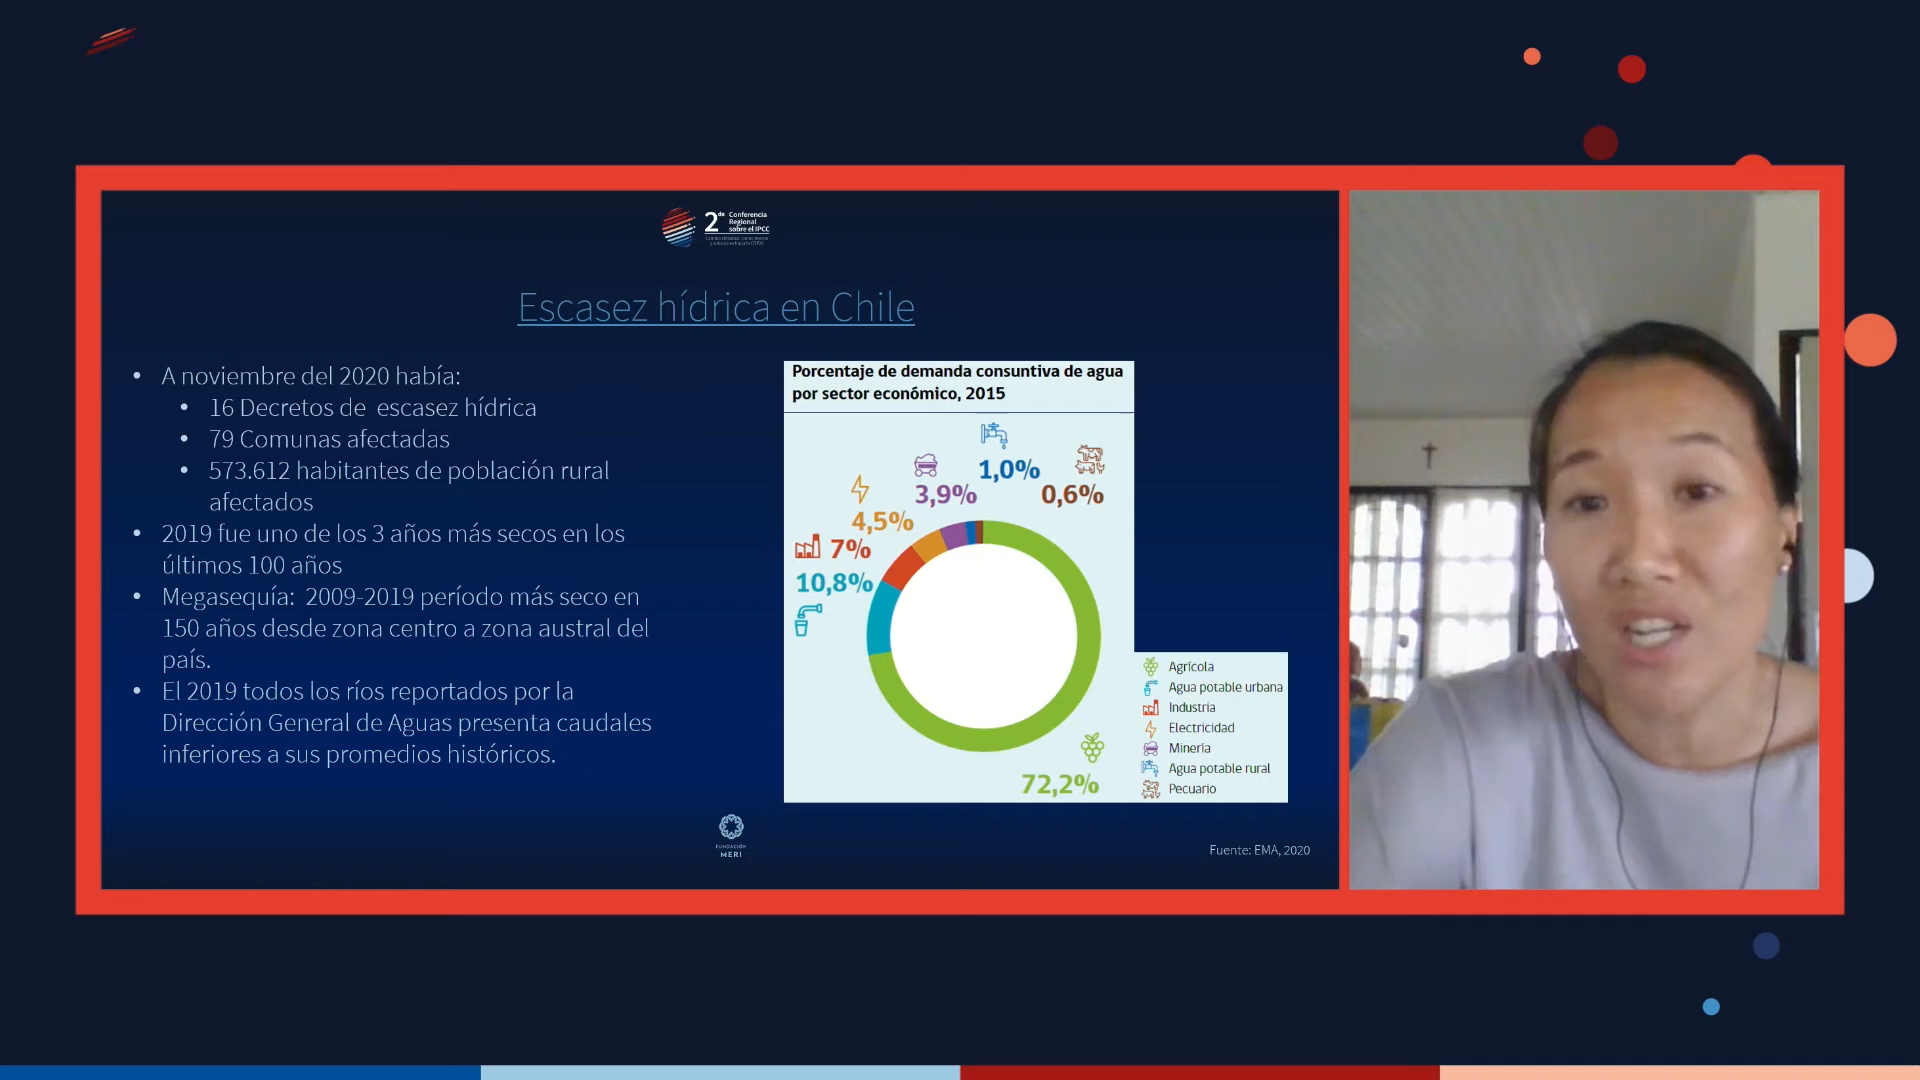 2da Conferencia
Regional
sobre el IPCC
Escasez hídrica en Chile
• A noviembre del 2020 había:
• 16 Decretos de escasez hídrica
• 79 Comunas afectadas
• 573.612 habitantes de población rural
afectados
• 2019 fue uno de los 3 años más secos en los
últimos 100 años
• Megasequía: 2009-2019 período más seco en
150 años desde zona centro a zona austral del
país.
• El 2019 todos los ríos reportados por la
Dirección General de Aguas presenta caudales
inferiores a sus promedios históricos.
Porcentaje de demanda consuntiva de agua
por sector económico, 2015
1,0%
3,9%
0,6%
4,5%
7%
10,8%
72,2%
Agrícola
Agua potable urbana
Industria
Electricidad
Minería
Agua potable rural
Pecuario
FUNDACIÓN
MERI
Fuente: EMA, 2020